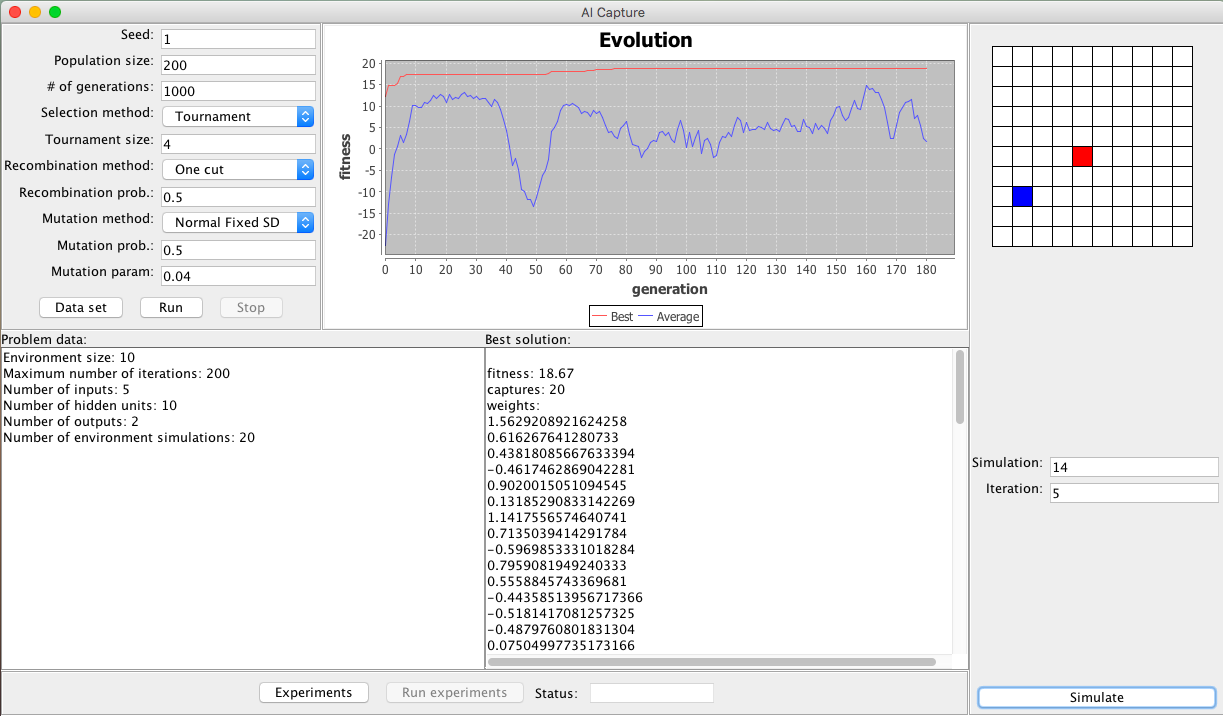 AI Capture
Seed: 1
Population size: 200
# of generations: 1000
Selection method: Tournament
Tournament size: 4
Recombination method: One cut
Recombination prob.: 0.5
Mutation method: Normal Fixed SD
Mutation prob.: 0.5
Mutation param: 0.04
Data set Run Stop
Evolution
fitness
20
15
10
5
0
-5
-10
-15
-20
0 10 20 30 40 50 60 70 80 90 100 110 120 130 140 150 160 170 180
generation
Best Average
Problem data:
Environment size: 10
Maximum number of iterations: 200
Number of inputs: 5
Number of hidden units: 10
Number of outputs: 2
Number of environment simulations: 20
Best solution:
fitness: 18.67
captures: 20
weights:
1.5629208921624258
0.616267641280733
0.43818085667633394
-0.4617462869042281
0.9020015051094545
0.13185290833142269
1.1417556574640741
0.7135039414291784
-0.5969853331018284
0.7959081949240333
0.5558845743369681
-0.44358513956717366
-0.5181417081257325
-0.4879760801831304
0.07504997735173166
Simulation: 14
Iteration: 5
Simulate
Experiments Run experiments Status: